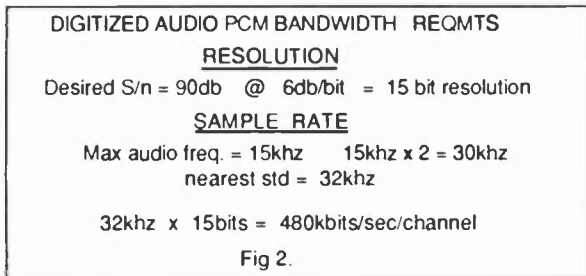 DIGITIZED AUDIO PCM BANDWIDTH REQMTS
RESOLUTION
Desired S/n = 90db @ 6db/bit = 15 bit resolution
SAMPLE RATE
Max audio freq. = 15khz 15khz x 2 = 30khz
nearest std = 32khz
32khz x 15bits = 480kbits/sec/channel
Fig 2.